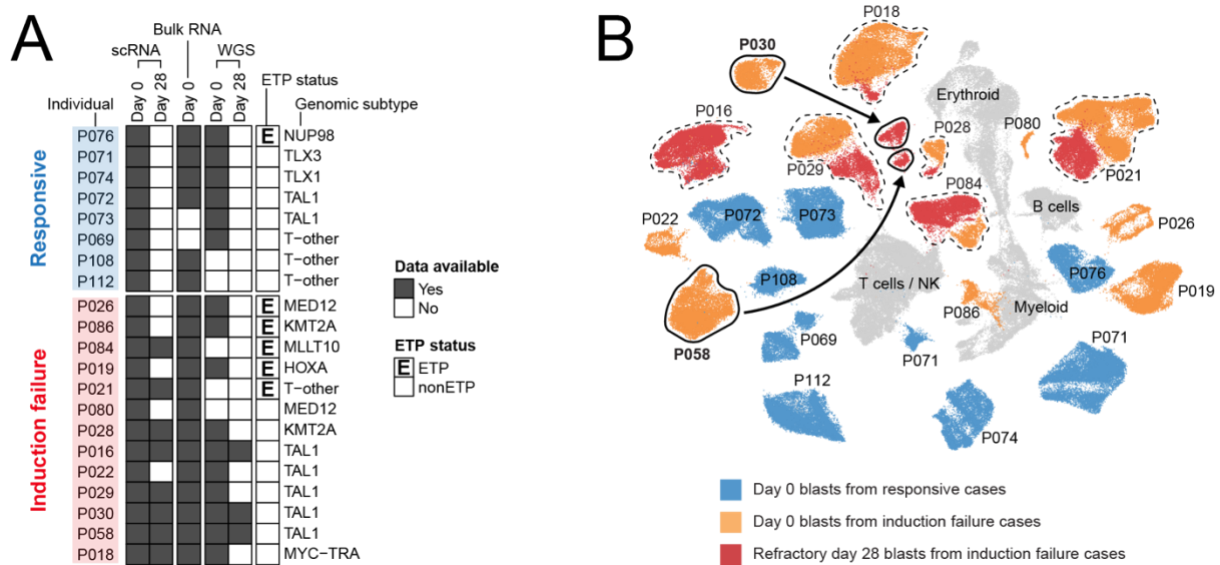 A
Bulk RNA
scRNA
WGS
Day 0
Day 28
Day 0
Day 0
Day 28
ETP status
Individual
Genomic subtype
Responsive
P076 E NUP98
P071 TLX3
P074 TLX1
P072 TAL1
P073 TAL1
P069 T-other
P108 T-other
P112 T-other
Induction failure
P026 E MED12
P086 E KMT2A
P084 E MLLT10
P019 E HOXA
P021 E T-other
P080 MED12
P028 KMT2A
P016 TAL1
P022 TAL1
P029 TAL1
P030 TAL1
P058 TAL1
P018 MYC-TRA
Data available
Yes
No
ETP status
E ETP
nonETP
B
P018
P030
Erythroid
P016
P028
P080
P029
P021
P084
P022
P072
P073
B cells
P026
P108
T cells / NK
P076
P019
P086
Myeloid
P058
P069
P071
P071
P112
P074
Day 0 blasts from responsive cases
Day 0 blasts from induction failure cases
Refractory day 28 blasts from induction failure cases